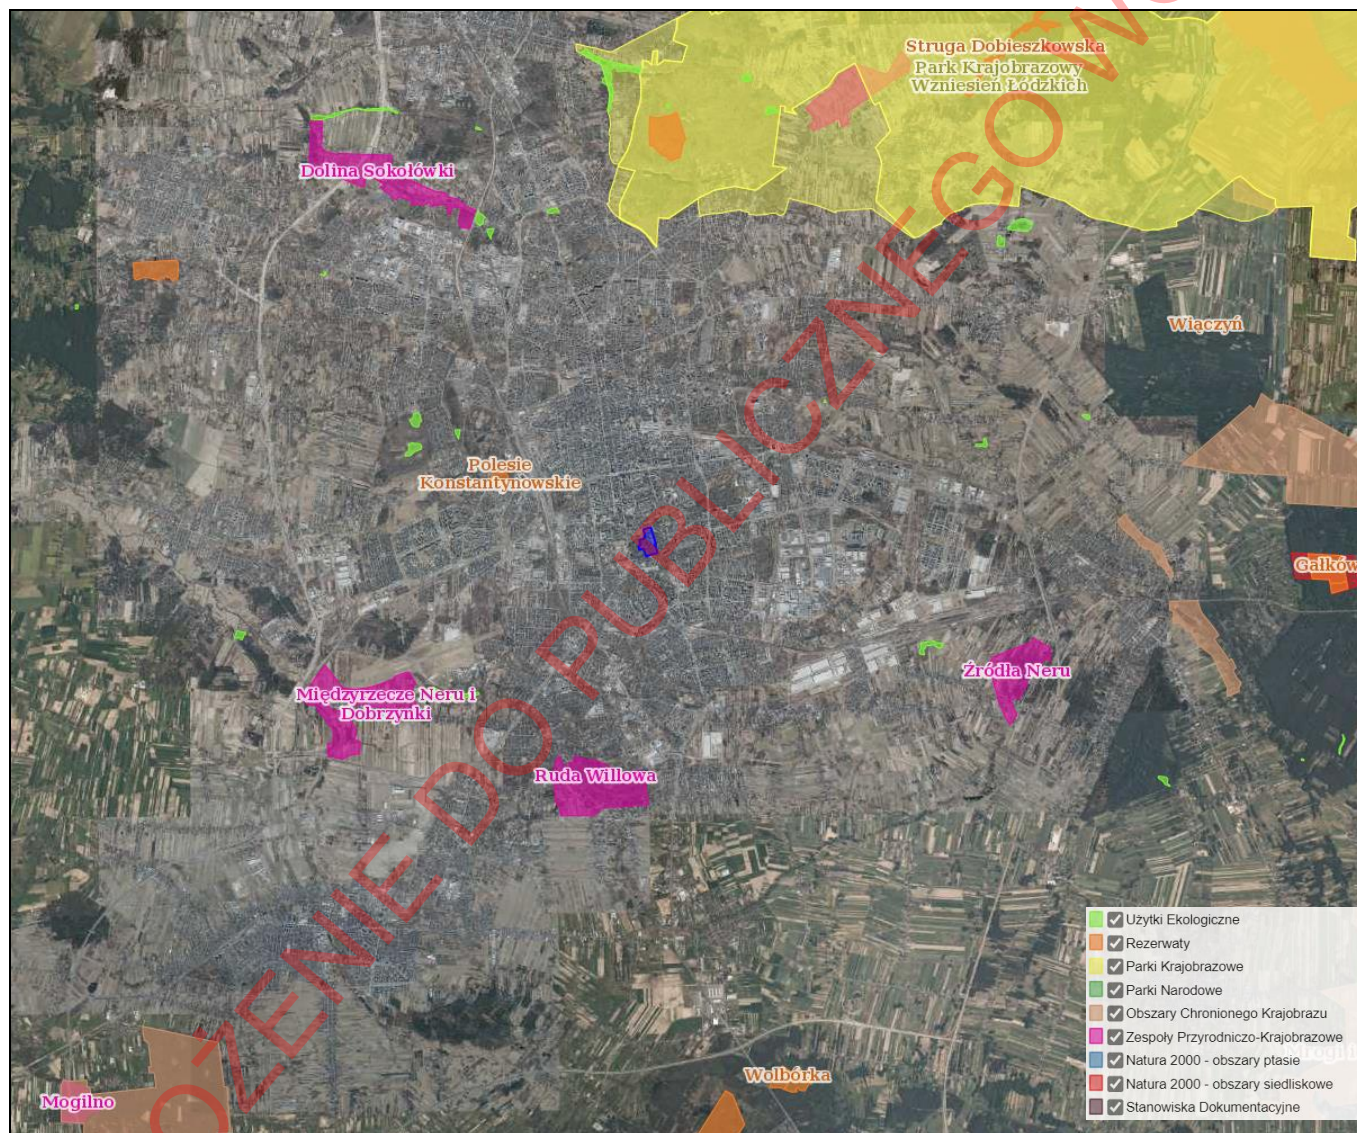 Struga Dobieszkowska
Park Krajobrazowy
Wzniesień Łódzkich
Dolina Sokołówki
Wiączyń
Polesie
Konstantynowskie
Gałków
Źródła Neru
Międzyrzecze Neru i
Dobrzynki
Ruda Willowa
Wolbórka
Mogilno
OŻENIE DO PUBLICZNEGO W
Użytki Ekologiczne
Rezerwaty
Parki Krajobrazowe
Parki Narodowe
Obszary Chronionego Krajobrazu
Zespoły Przyrodniczo-Krajobrazowe
Natura 2000 - obszary ptasie
Natura 2000 - obszary siedliskowe
Stanowiska Dokumentacyjne